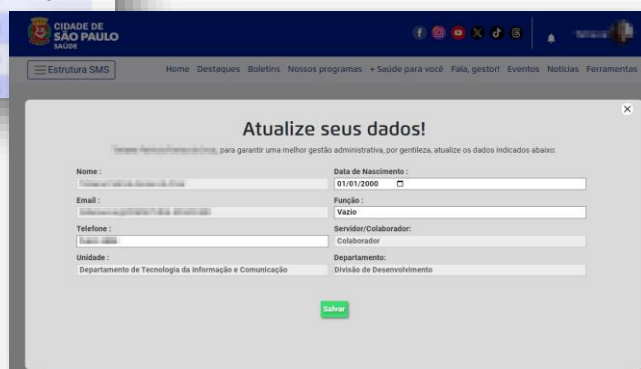 CIDADE DE
SÃO PAULO
SAÚDE
Estrutura SMS
Home Destaques Boletins Nossos programas + Saúde para você Fala, gestor! Eventos Notícias Ferramentas
Atualize seus dados!
, para garantir uma melhor gestão administrativa, por gentileza, atualize os dados indicados abaixo:
Nome : Data de Nascimento :
01/01/2000
Email : Função :
Vazio
Telefone : Servidor/Colaborador:
Colaborador
Unidade : Departamento:
Departamento de Tecnologia da Informação e Comunicação Divisão de Desenvolvimento
Salvar